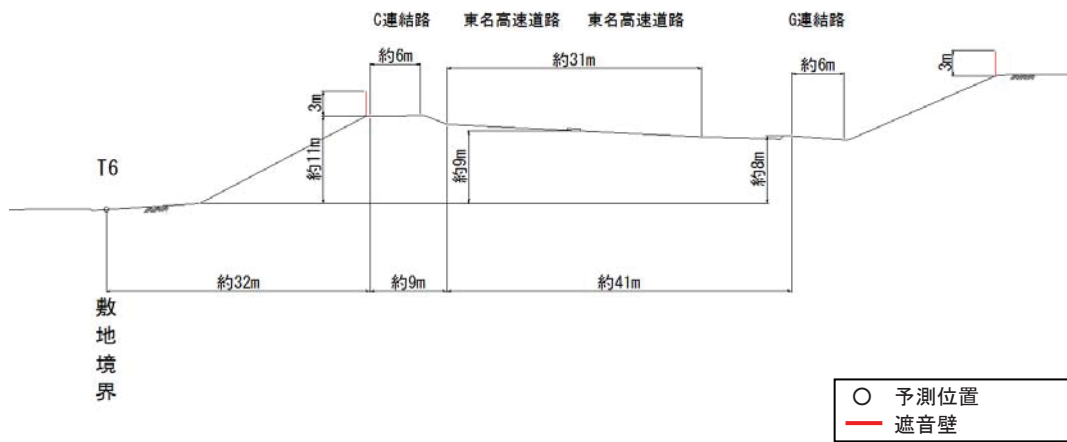 C連結路 東名高速道路 東名高速道路 G連結路
約6m
約31m
約6m
3m
3m
約11m
約9m
約8m
T6
約32m
約9m
約41m
敷地境界
予測位置
遮音壁